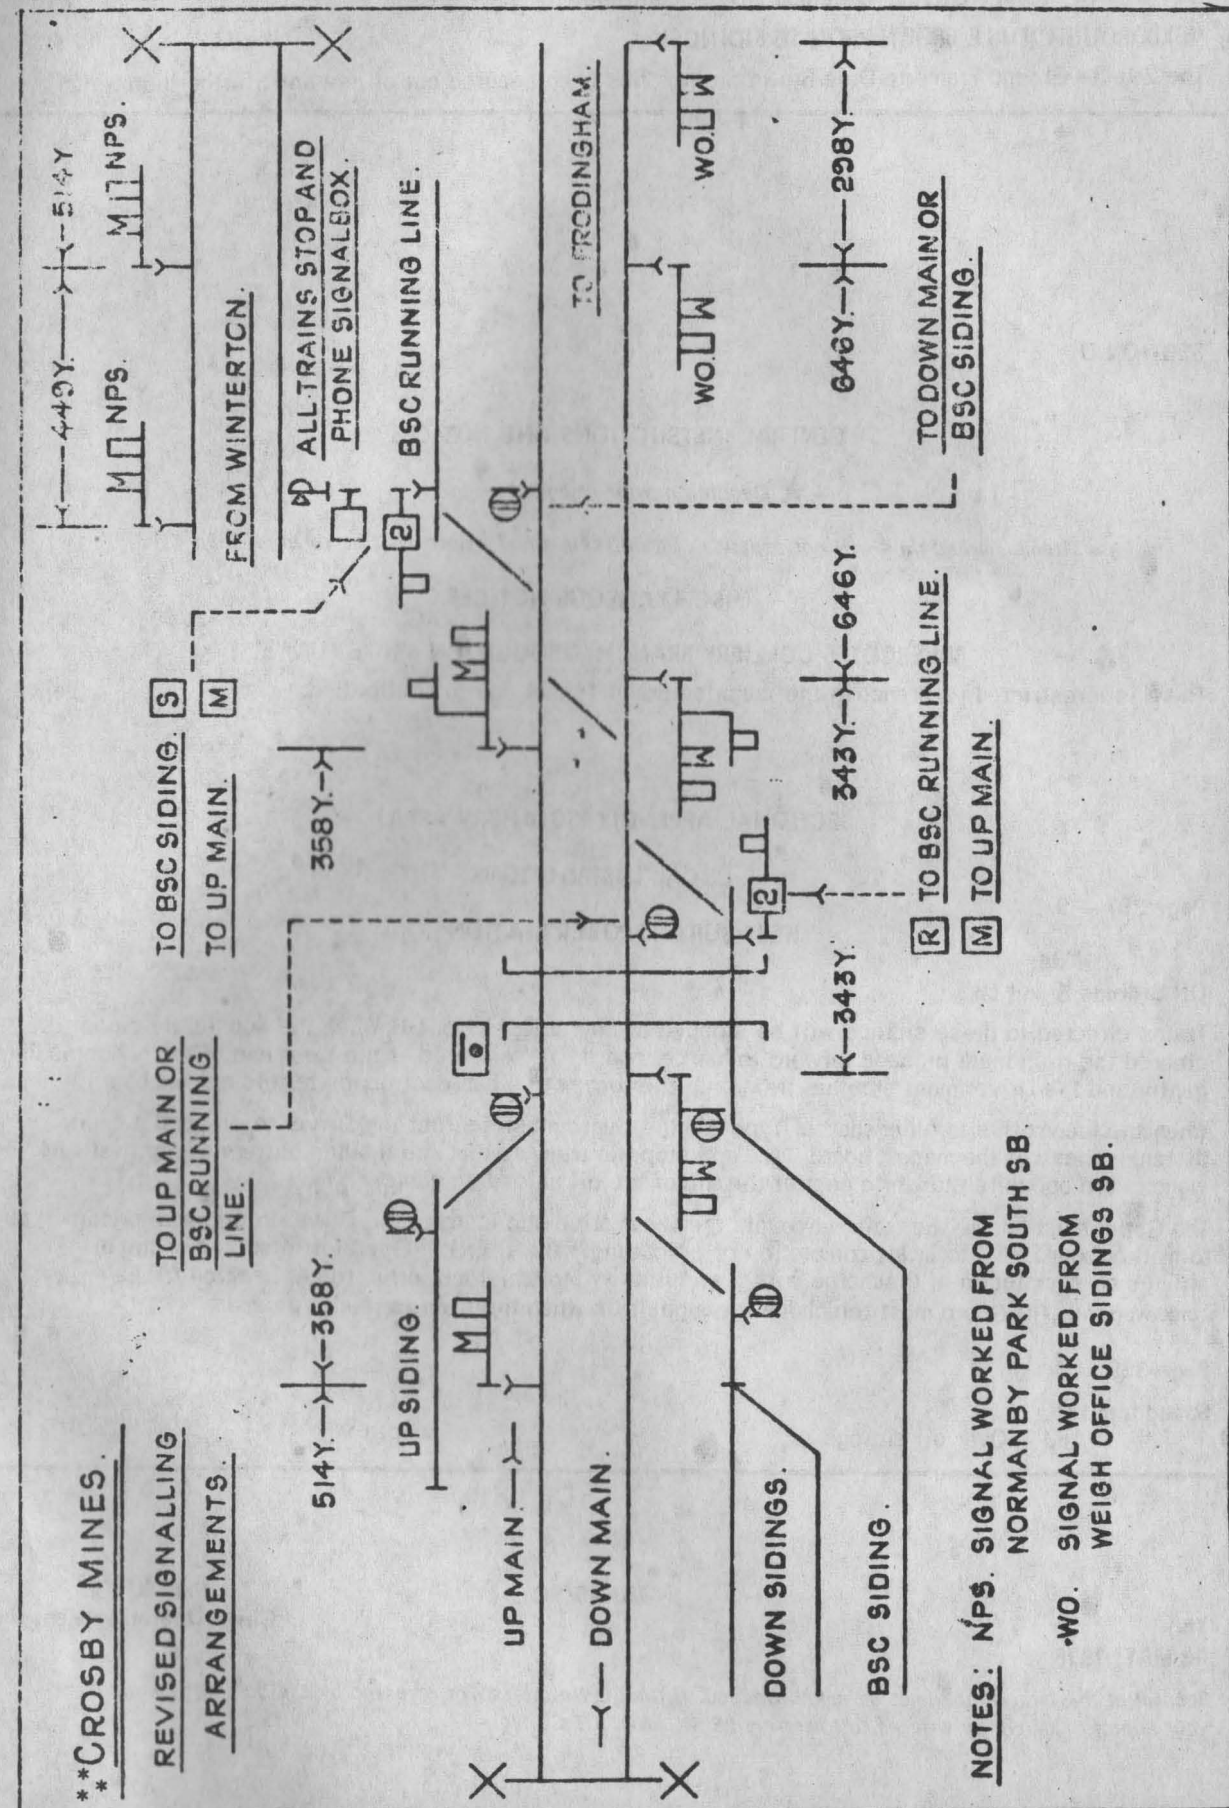 **CROSBY MINES.
REVISED SIGNALLING
ARRANGEMENTS.
449Y. 514Y
M NPS. M NPS.
FROM WINTERTON.
TO BSC SIDING. S
TO UP MAIN. M
ALL TRAINS STOP AND
PHONE SIGNALBOX.
TO UP MAIN OR
BSC RUNNING
LINE.
514Y. 358Y.
358Y.
2
BSC RUNNING LINE.
UP SIDING
M
M
UP MAIN.
TO FRODINGHAM.
DOWN MAIN.
M
M
M WO.
M WO.
2
DOWN SIDINGS.
343Y.
343Y. 646Y.
646Y. 298Y
BSC SIDING.
R TO BSC RUNNING LINE.
M TO UP MAIN.
TO DOWN MAIN OR
BSC SIDING.
NOTES: NPS. SIGNAL WORKED FROM
NORMANBY PARK SOUTH SB
WO. SIGNAL WORKED FROM
WEIGH OFFICE SIDINGS SB